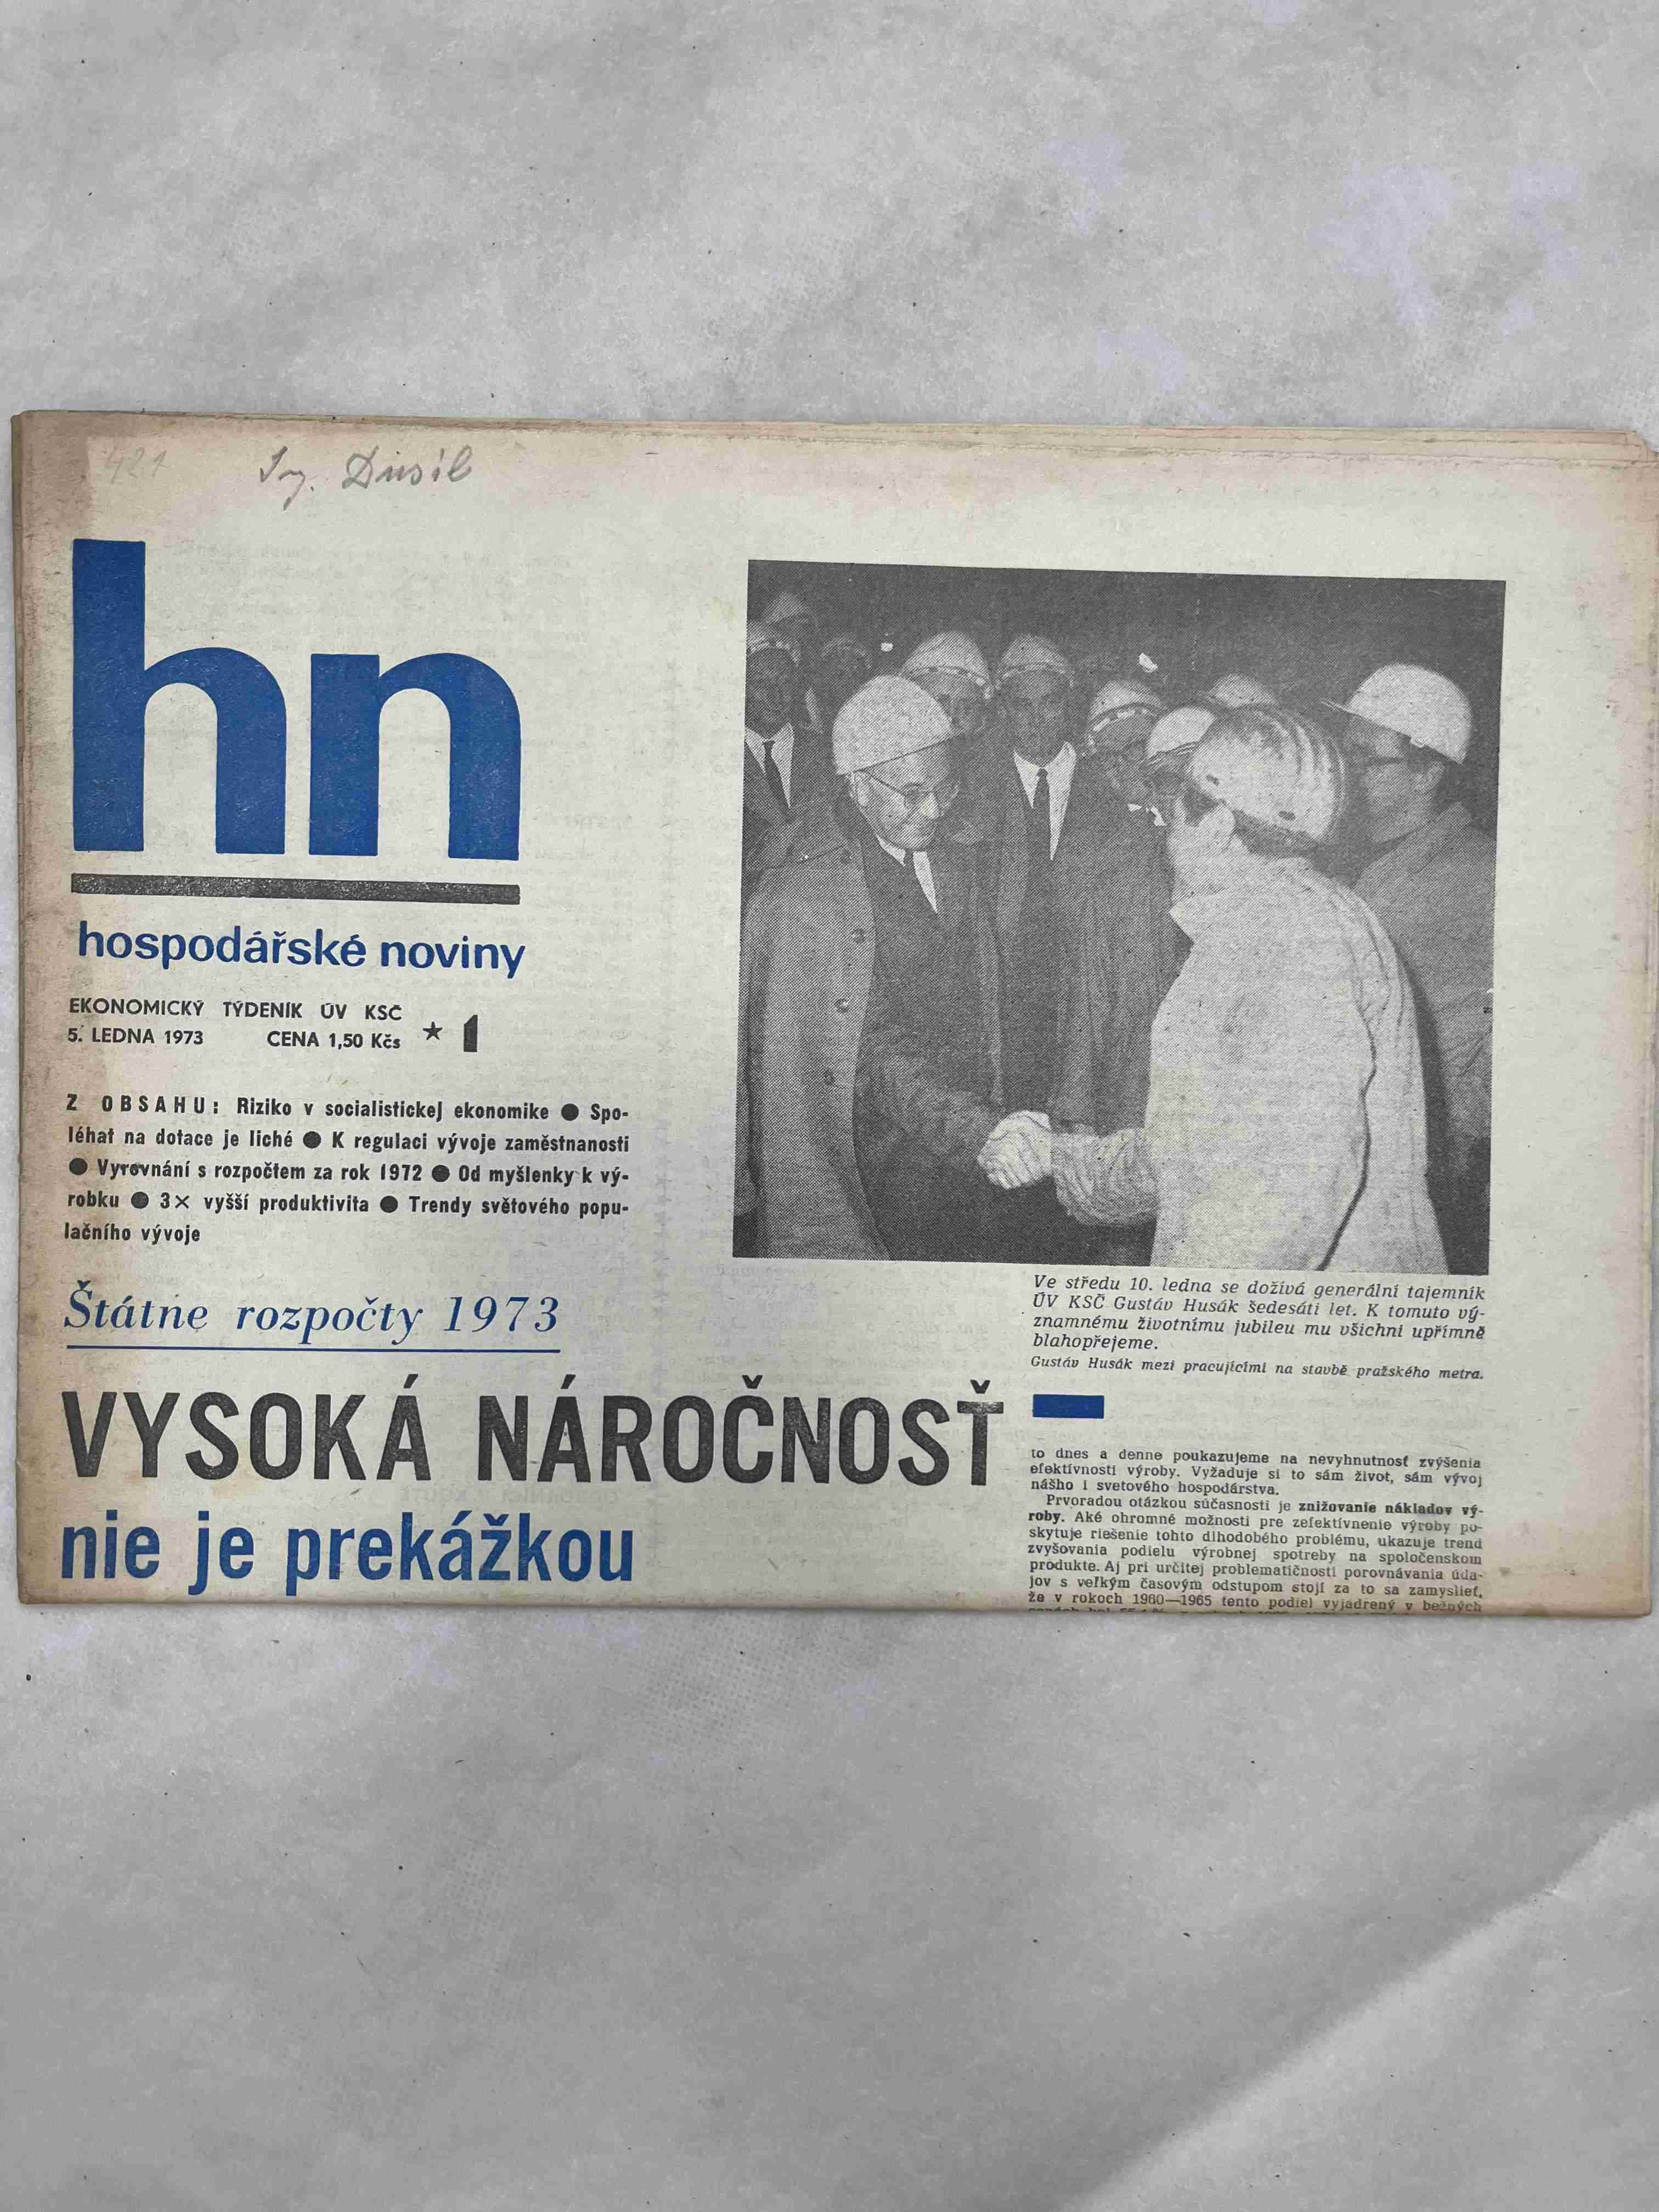 421
Ing. Dusil
hn
hospodářské noviny
EKONOMICKÝ TÝDENÍK ÚV KSČ
5. LEDNA 1973 CENA 1,50 Kčs ★ 1
Z OBSAHU: Riziko v socialistickej ekonomike ● Spo-
léhat na dotace je liché ● K regulaci vývoje zaměstnanosti
● Vyrovnání s rozpočtem za rok 1972 ● Od myšlenky k vý-
robku ● 3× vyšší produktivita ● Trendy světového popu-
lačního vývoje
Štátne rozpočty 1973
VYSOKÁ NÁROČNOSŤ
nie je prekážkou
Ve středu 10. ledna se dožívá generální tajemník
ÚV KSČ Gustáv Husák šedesáti let. K tomuto vý-
znamnému životnímu jubileu mu všichni upřímně
blahopřejeme.
Gustáv Husák mezi pracujícími na stavbě pražského metra.
to dnes a denne poukazujeme na nevyhnutnosť zvýšenia
efektívnosti výroby. Vyžaduje si to sám život, sám vývoj
nášho i svetového hospodárstva.
Prvoradou otázkou súčasnosti je znižovanie nákladov vý-
roby. Aké ohromné možnosti pre zefektívnenie výroby po-
skytuje riešenie tohto dlhodobého problému, ukazuje trend
zvyšovania podielu výrobnej spotreby na spoločenskom
produkte. Aj pri určitej problematičnosti porovnávania úda-
jov s veľkým časovým odstupom stojí za to sa zamyslieť,
že v rokoch 1960—1965 tento podiel vyjadrený v bežných